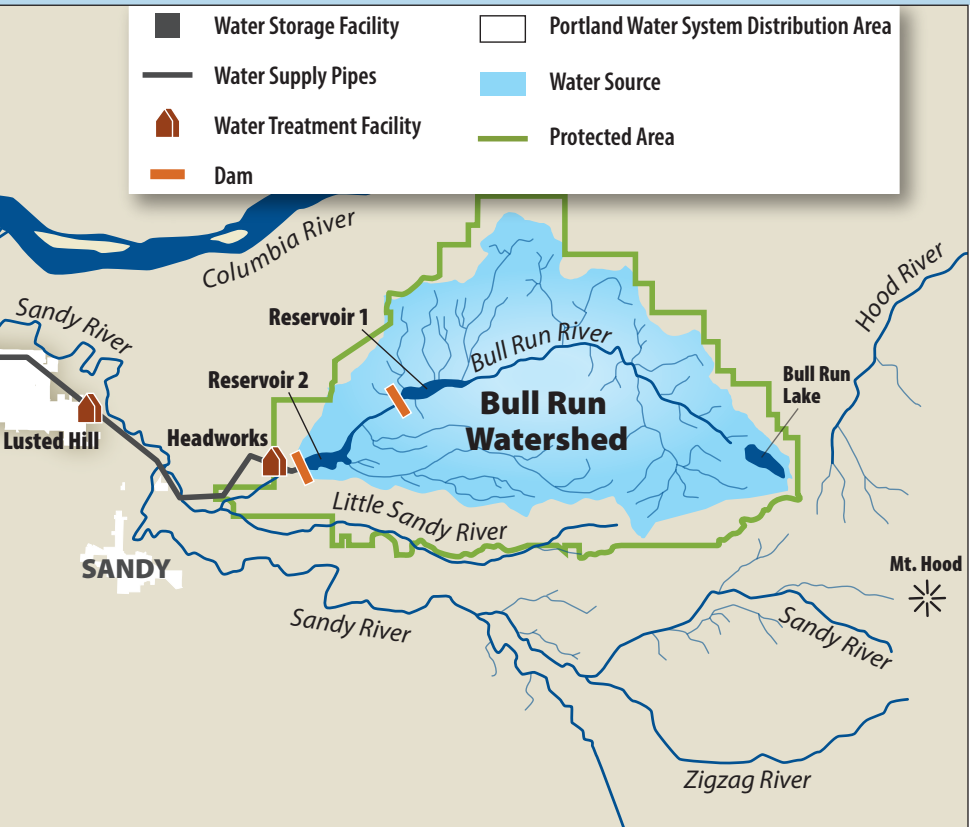 Water Storage Facility
Water Supply Pipes
Water Treatment Facility
Dam
Portland Water System Distribution Area
Water Source
Protected Area
Columbia River
Hood River
Sandy River
Reservoir 1
Bull Run River
Reservoir 2
Bull Run
Lake
Bull Run
Watershed
Lusted Hill
Headworks
Little Sandy River
SANDY
Mt. Hood
Sandy River
Sandy River
Zigzag River